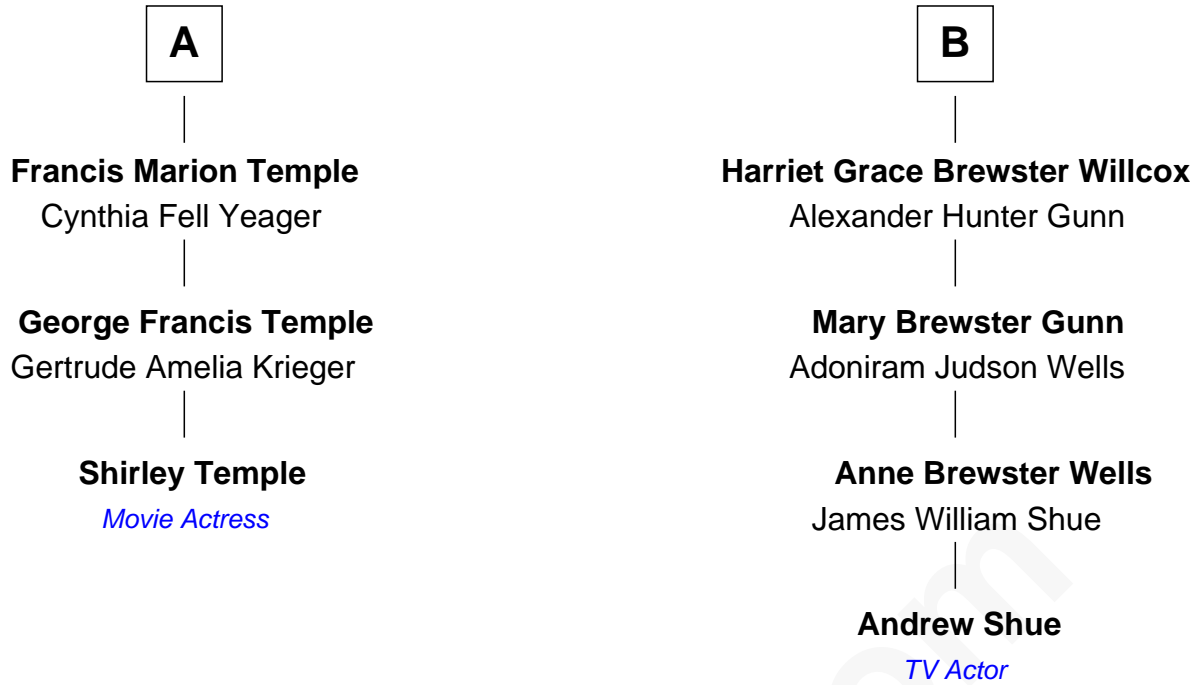 A
Francis Marion Temple
Cynthia Fell Yeager
George Francis Temple
Gertrude Amelia Krieger
Shirley Temple
Movie Actress
B
Harriet Grace Brewster Willcox
Alexander Hunter Gunn
Mary Brewster Gunn
Adoniram Judson Wells
Anne Brewster Wells
James William Shue
Andrew Shue
TV Actor
om